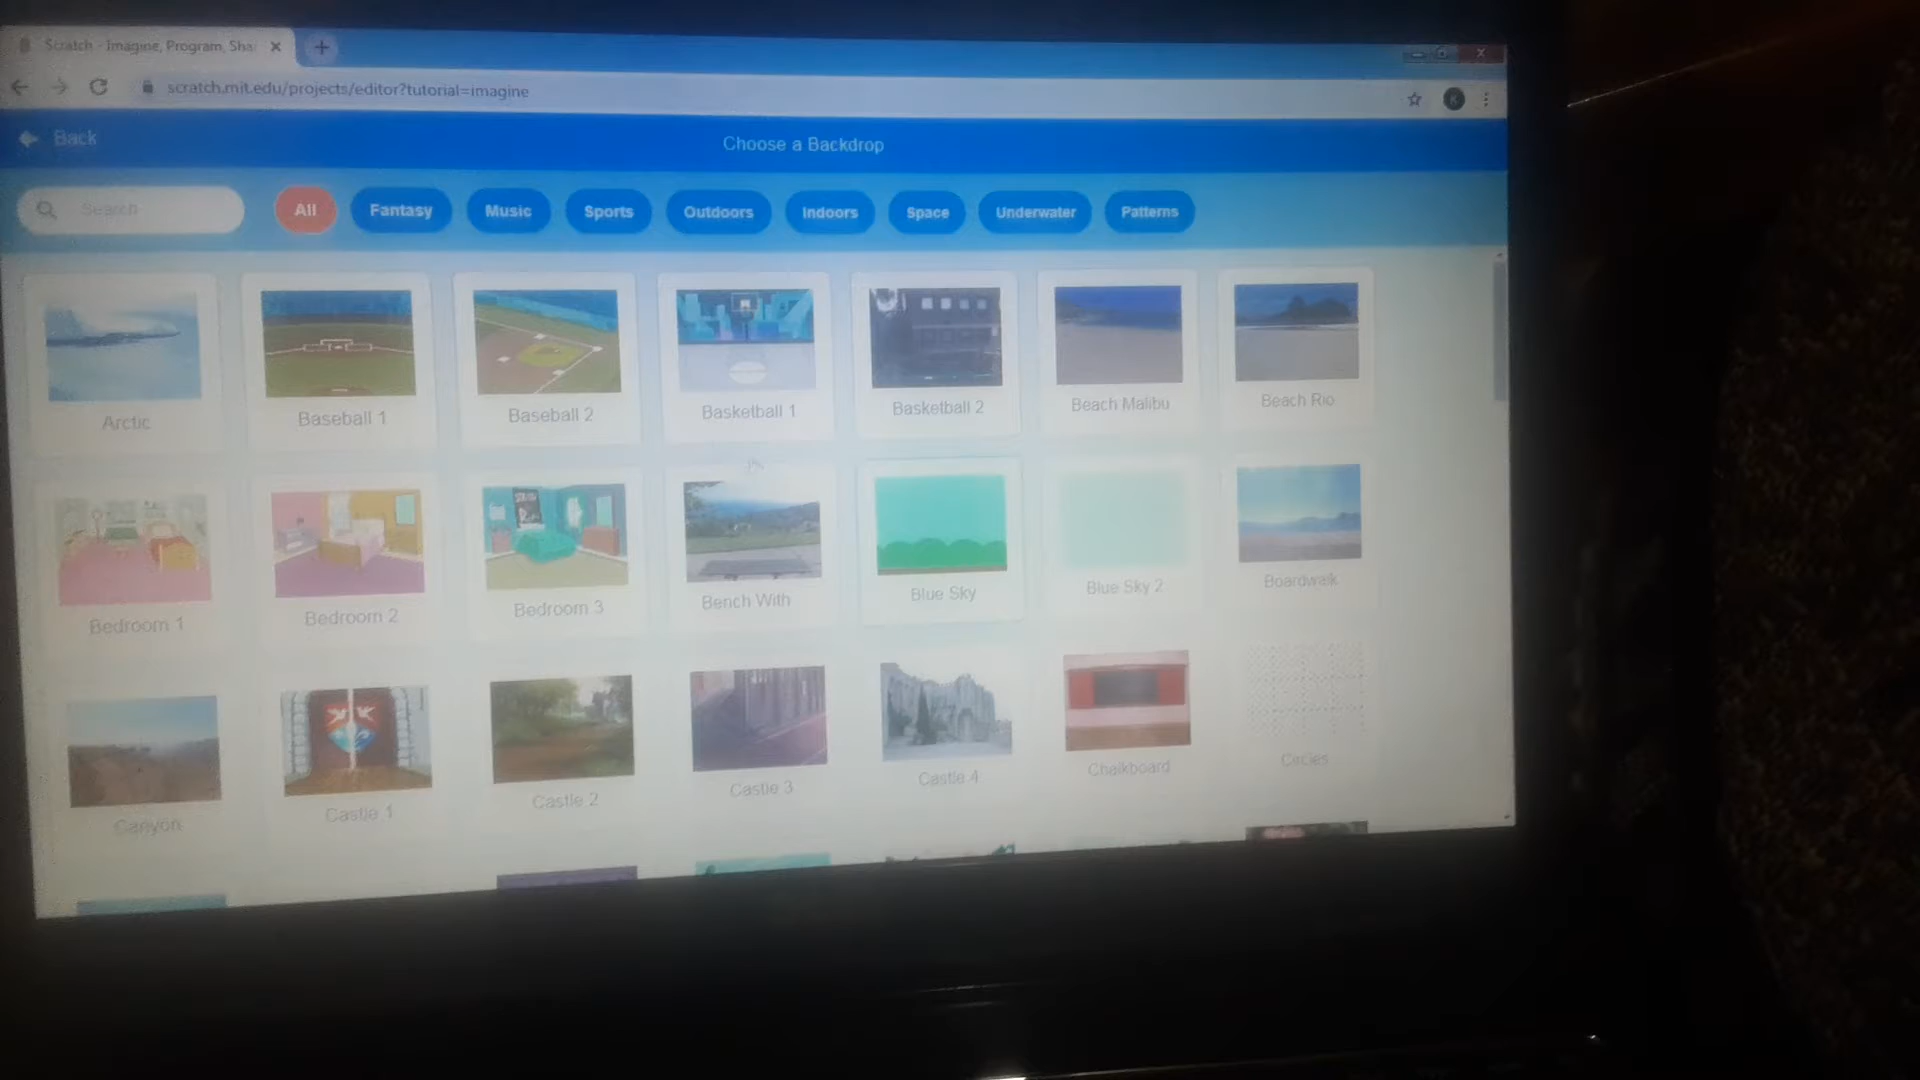 Scratch - Imagine, Program, Sha
scratch.mit.edu/projects/editor?tutorial=imagine
Back
Choose a Backdrop
Search
All
Fantasy
Music
Sports
Outdoors
Indoors
Space
Underwater
Patterns
Arctic
Baseball 1
Baseball 2
Basketball 1
Basketball 2
Beach Malibu
Beach Rio
Bedroom 1
Bedroom 2
Bedroom 3
Bench With
Blue Sky
Blue Sky 2
Boardwalk
Canyon
Castle 1
Castle 2
Castle 3
Castle 4
Chalkboard
Circles